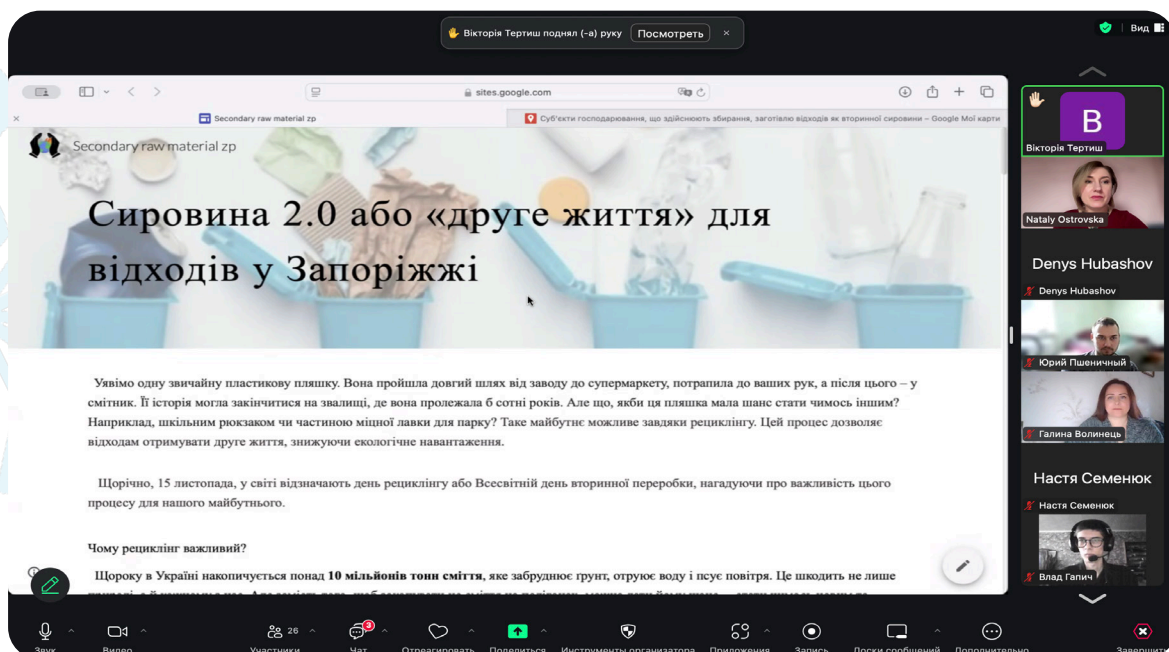 🖐 Вікторія Тертиш поднял (-а) руку Посмотреть ×
Вид
sites.google.com
Secondary raw material zp
Суб'єкти господарювання, що здійснюють збирання, заготівлю відходів як вторинної сировини – Google Мої карти
Secondary raw material zp
Сировина 2.0 або «друге життя» для
відходів у Запоріжжі
Уявімо одну звичайну пластикову пляшку. Вона пройшла довгий шлях від заводу до супермаркету, потрапила до ваших рук, а після цього – у
смітник. Її історія могла закінчитися на звалищі, де вона пролежала б сотні років. Але що, якби ця пляшка мала шанс стати чимось іншим?
Наприклад, шкільним рюкзаком чи частиною міцної лавки для парку? Таке майбутнє можливе завдяки рециклінгу. Цей процес дозволяє
відходам отримувати друге життя, знижуючи екологічне навантаження.
Щорічно, 15 листопада, у світі відзначають день рециклінгу або Всесвітній день вторинної переробки, нагадуючи про важливість цього
процесу для нашого майбутнього.
Чому рециклінг важливий?
Щороку в Україні накопичується понад 10 мільйонів тонн сміття, яке забруднює ґрунт, отруює воду і псує повітря. Це шкодить не лише
В
Вікторія Тертиш
Nataly Ostrovska
Denys Hubashov
Denys Hubashov
Юрий Пшеничный
Галина Волинець
Настя Семенюк
Настя Семенюк
Влад Гапич
26
3
Звук
Видео
Участники
Чат
Отреагировать
Поделиться
Инструменты организатора
Приложения
Запись
Доски сообщений
Дополнительно
Завершить